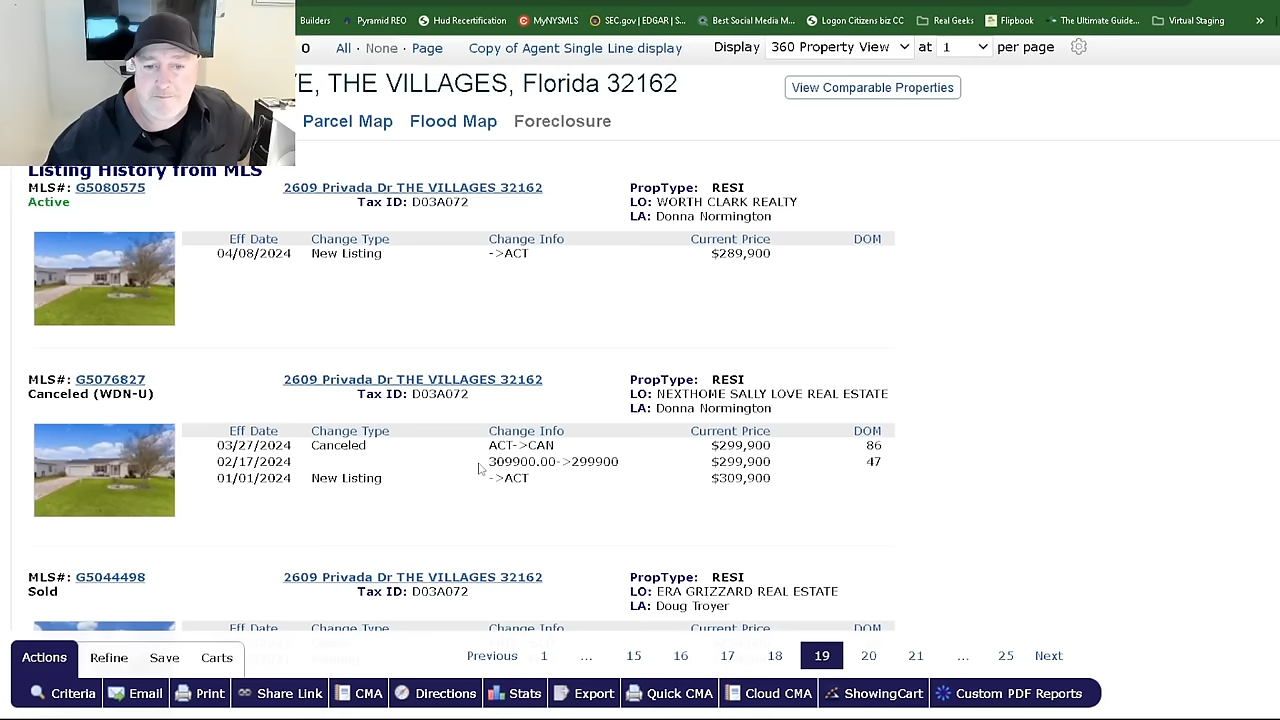 Builders Pyramid REO Hud Recertification MyNYSMLS SEC.gov | EDGAR | S... Best Social Media M... Logon Citizens biz CC Real Geeks Flipbook The Ultimate Guide... Virtual Staging »
0 All · None · Page Copy of Agent Single Line display Display 360 Property View at 1 per page
E, THE VILLAGES, Florida 32162 View Comparable Properties
Parcel Map Flood Map Foreclosure
Listing History from MLS
MLS#: G5080575 2609 Privada Dr THE VILLAGES 32162 PropType: RESI
Active Tax ID: D03A072 LO: WORTH CLARK REALTY
LA: Donna Normington
Eff Date Change Type Change Info Current Price DOM
04/08/2024 New Listing ->ACT $289,900
MLS#: G5076827 2609 Privada Dr THE VILLAGES 32162 PropType: RESI
Canceled (WDN-U) Tax ID: D03A072 LO: NEXTHOME SALLY LOVE REAL ESTATE
LA: Donna Normington
Eff Date Change Type Change Info Current Price DOM
03/27/2024 Canceled ACT->CAN $299,900 86
02/17/2024 309900.00->299900 $299,900 47
01/01/2024 New Listing ->ACT $309,900
MLS#: G5044498 2609 Privada Dr THE VILLAGES 32162 PropType: RESI
Sold Tax ID: D03A072 LO: ERA GRIZZARD REAL ESTATE
LA: Doug Troyer
Eff Date Change Type Change Info Current Price DOM
Actions Refine Save Carts Previous 1 ... 15 16 17 18 19 20 21 ... 25 Next
Criteria Email Print Share Link CMA Directions Stats Export Quick CMA Cloud CMA ShowingCart Custom PDF Reports